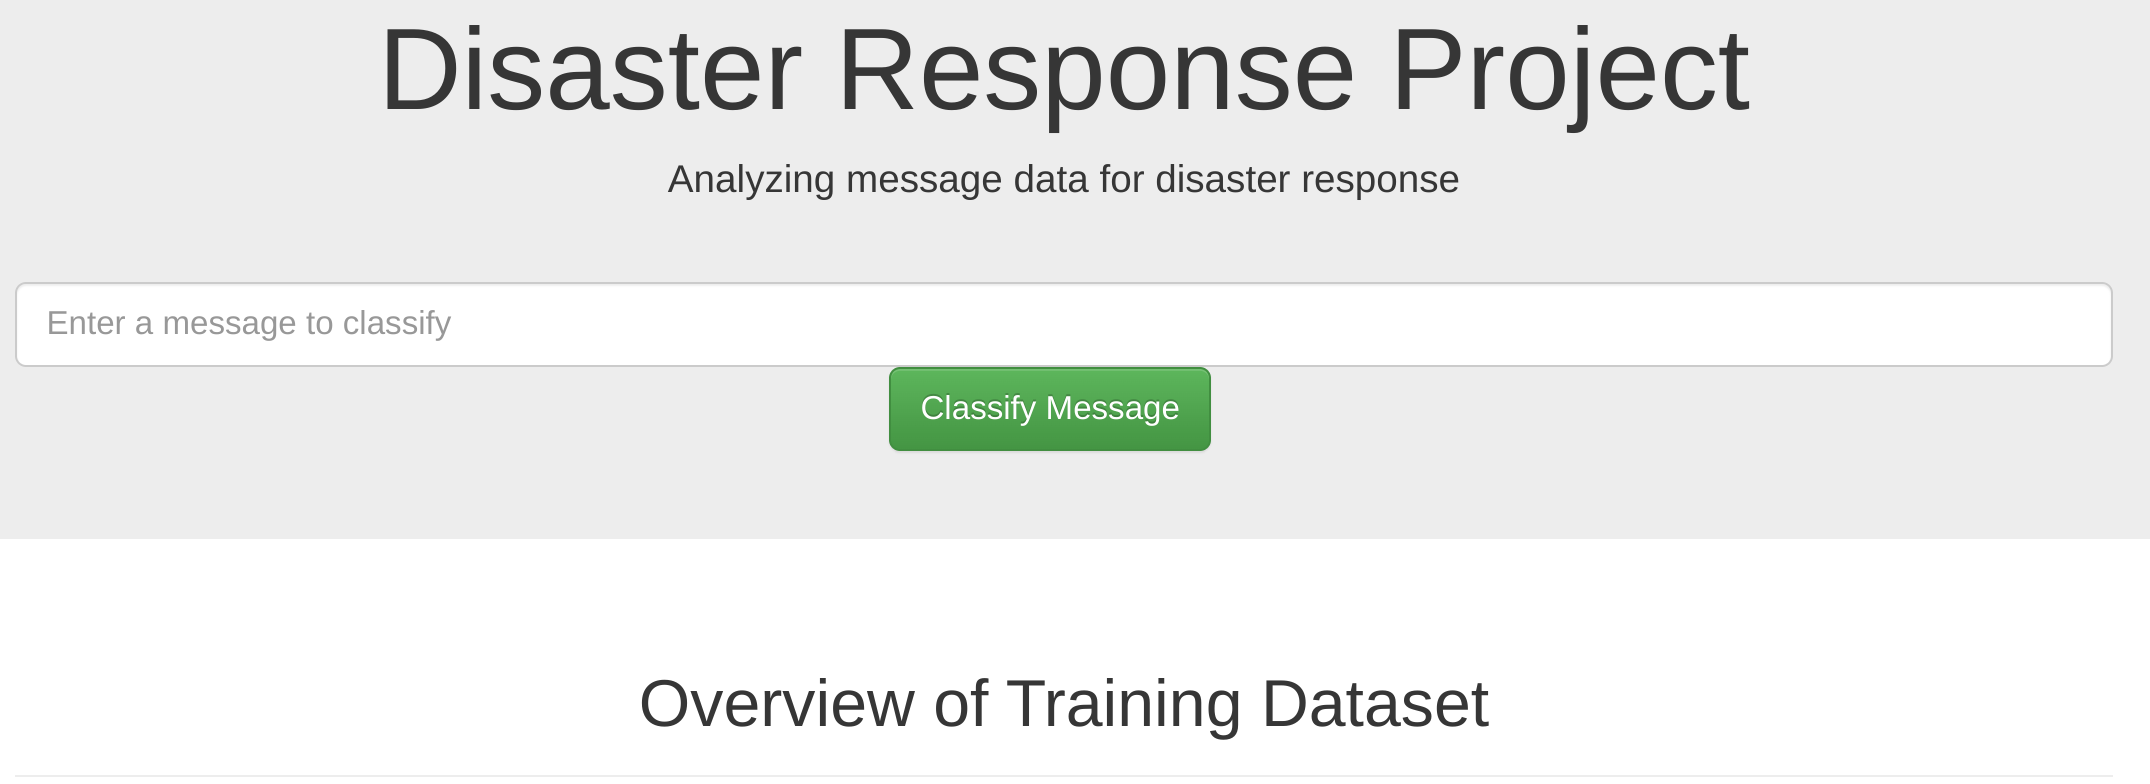 Disaster Response Project
Analyzing message data for disaster response
Enter a message to classify
Classify Message
Overview of Training Dataset